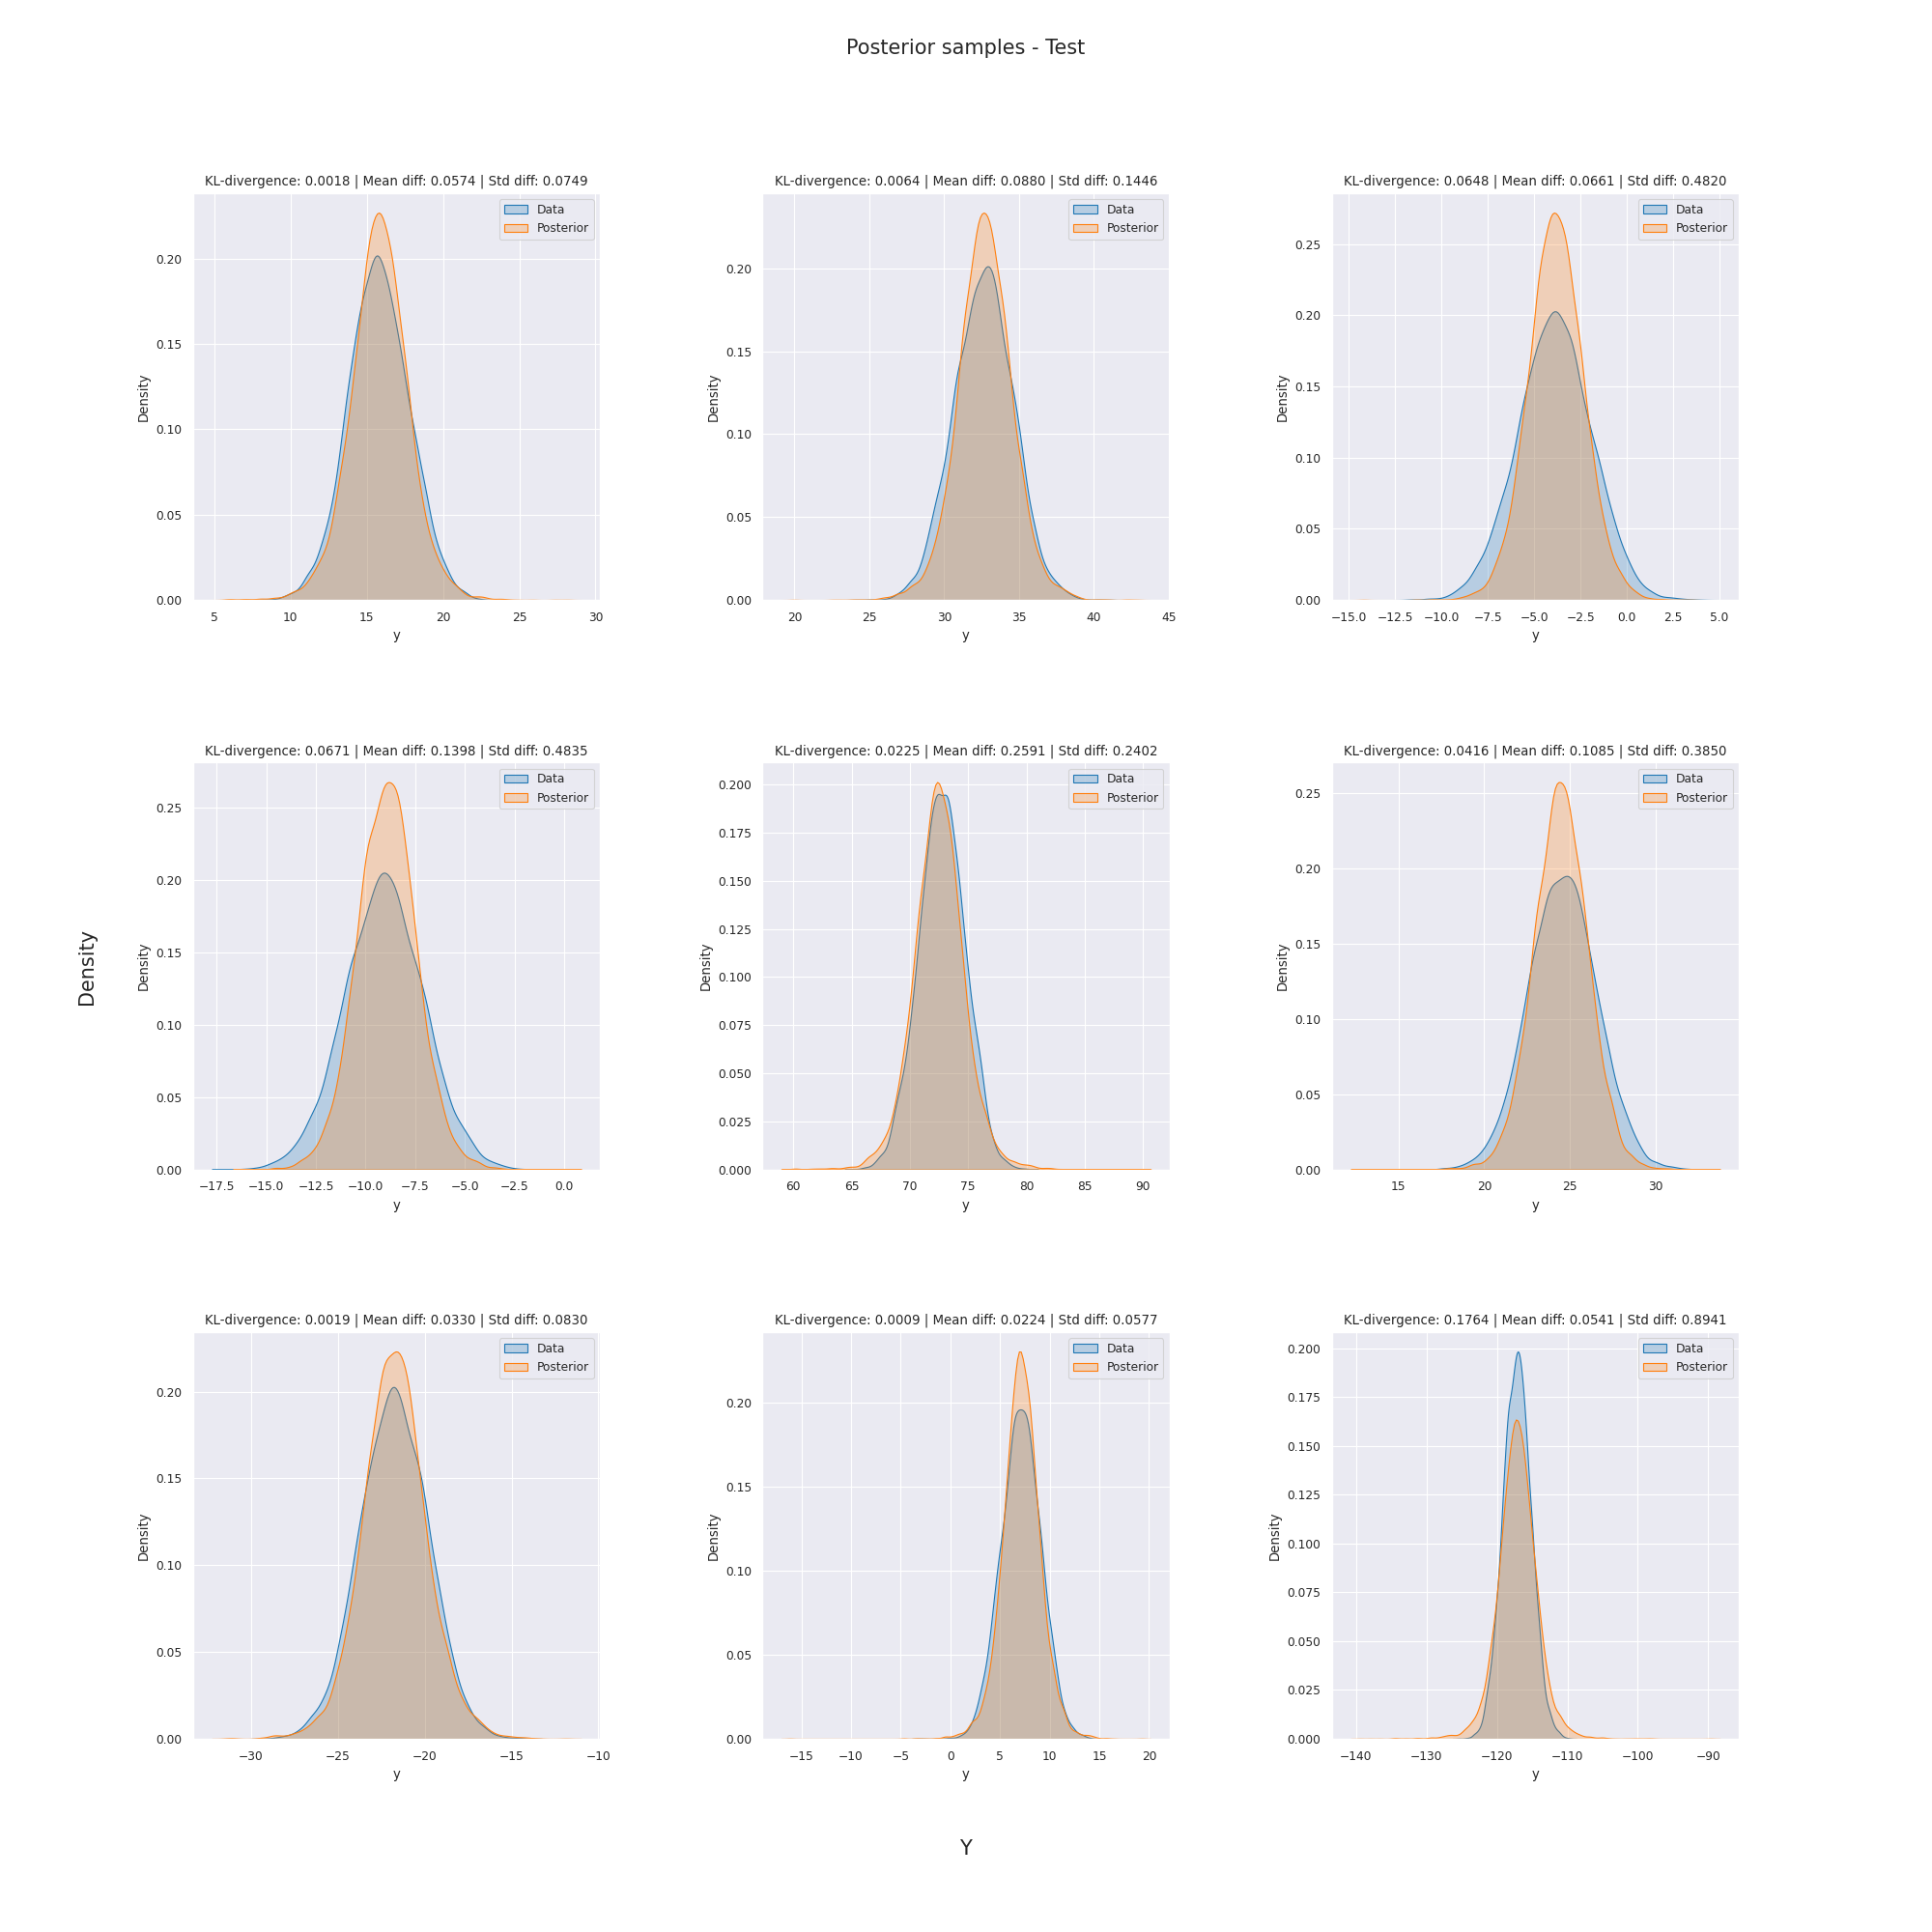 Posterior samples - Test
KL-divergence: 0.0018 | Mean diff: 0.0574 | Std diff: 0.0749
Data
Posterior
0.20
0.15
0.10
0.05
0.00
Density
5 10 15 20 25 30
y
KL-divergence: 0.0064 | Mean diff: 0.0880 | Std diff: 0.1446
Data
Posterior
0.20
0.15
0.10
0.05
0.00
Density
20 25 30 35 40 45
y
KL-divergence: 0.0648 | Mean diff: 0.0661 | Std diff: 0.4820
Data
Posterior
0.25
0.20
0.15
0.10
0.05
0.00
Density
−15.0 −12.5 −10.0 −7.5 −5.0 −2.5 0.0 2.5 5.0
y
Density
KL-divergence: 0.0671 | Mean diff: 0.1398 | Std diff: 0.4835
Data
Posterior
0.25
0.20
0.15
0.10
0.05
0.00
Density
−17.5 −15.0 −12.5 −10.0 −7.5 −5.0 −2.5 0.0
y
KL-divergence: 0.0225 | Mean diff: 0.2591 | Std diff: 0.2402
Data
Posterior
0.200
0.175
0.150
0.125
0.100
0.075
0.050
0.025
0.000
Density
60 65 70 75 80 85 90
y
KL-divergence: 0.0416 | Mean diff: 0.1085 | Std diff: 0.3850
Data
Posterior
0.25
0.20
0.15
0.10
0.05
0.00
Density
15 20 25 30
y
KL-divergence: 0.0019 | Mean diff: 0.0330 | Std diff: 0.0830
Data
Posterior
0.20
0.15
0.10
0.05
0.00
Density
−30 −25 −20 −15 −10
y
KL-divergence: 0.0009 | Mean diff: 0.0224 | Std diff: 0.0577
Data
Posterior
0.20
0.15
0.10
0.05
0.00
Density
−15 −10 −5 0 5 10 15 20
y
KL-divergence: 0.1764 | Mean diff: 0.0541 | Std diff: 0.8941
Data
Posterior
0.200
0.175
0.150
0.125
0.100
0.075
0.050
0.025
0.000
Density
−140 −130 −120 −110 −100 −90
y
Y